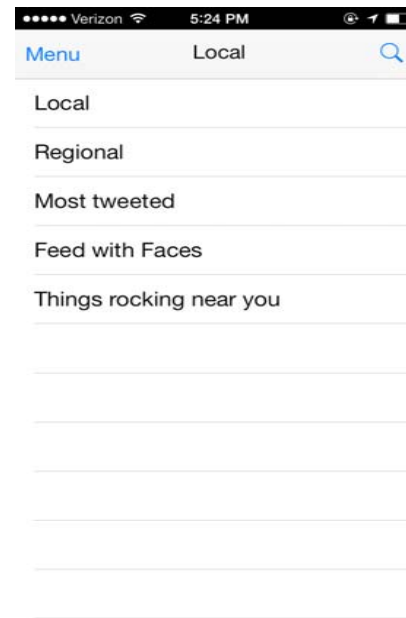 Verizon 5:24 PM
Menu Local
Local
Regional
Most tweeted
Feed with Faces
Things rocking near you